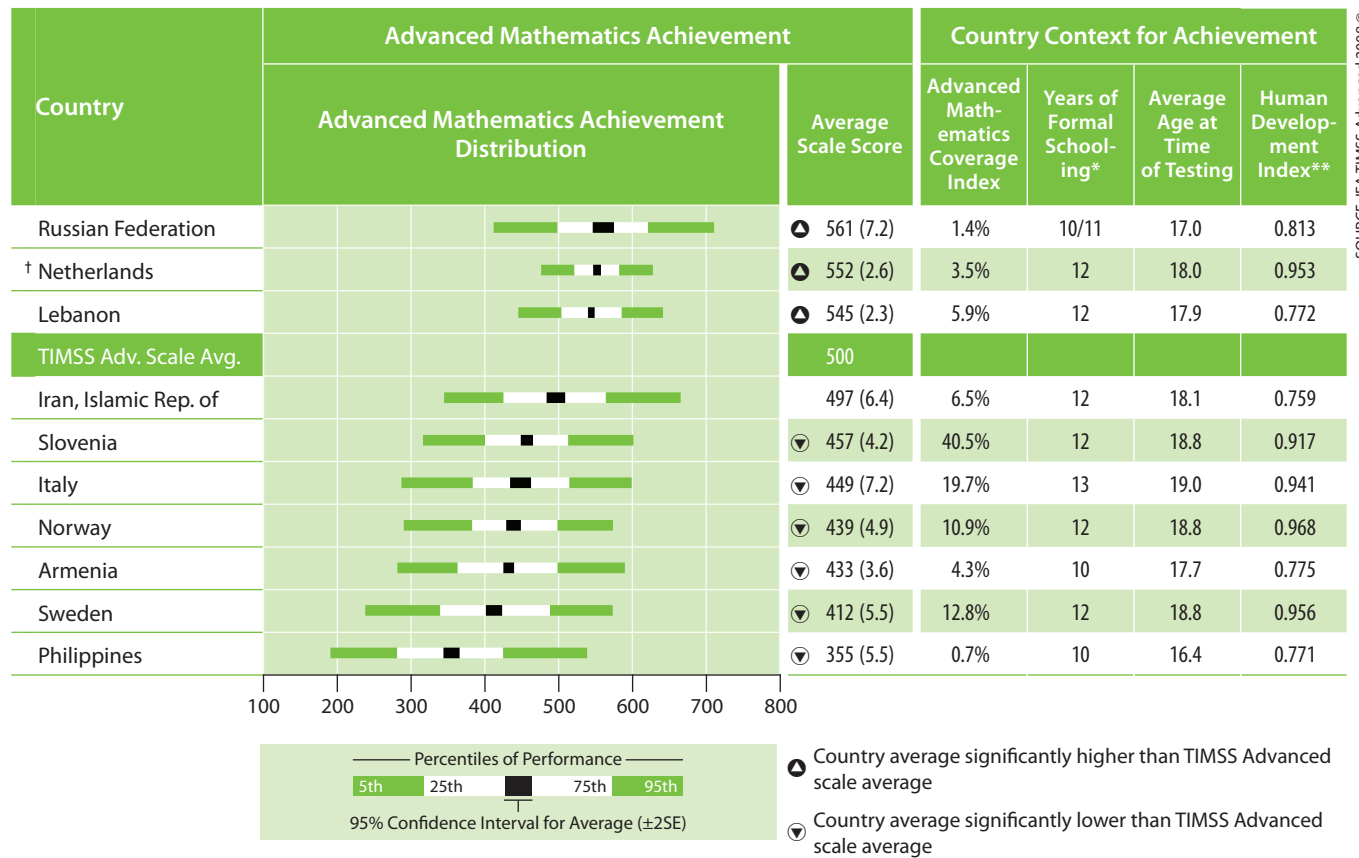 Advanced Mathematics Achievement
Country Context for Achievement
Country
Advanced Mathematics Achievement
Distribution
Average
Scale Score
Advanced
Math-
ematics
Coverage
Index
Years of
Formal
School-
ing*
Average
Age at
Time
of Testing
Human
Develop-
ment
Index**
Russian Federation 561 (7.2) 1.4% 10/11 17.0 0.813
† Netherlands 552 (2.6) 3.5% 12 18.0 0.953
Lebanon 545 (2.3) 5.9% 12 17.9 0.772
TIMSS Adv. Scale Avg. 500
Iran, Islamic Rep. of 497 (6.4) 6.5% 12 18.1 0.759
Slovenia 457 (4.2) 40.5% 12 18.8 0.917
Italy 449 (7.2) 19.7% 13 19.0 0.941
Norway 439 (4.9) 10.9% 12 18.8 0.968
Armenia 433 (3.6) 4.3% 10 17.7 0.775
Sweden 412 (5.5) 12.8% 12 18.8 0.956
Philippines 355 (5.5) 0.7% 10 16.4 0.771
100 200 300 400 500 600 700 800
Percentiles of Performance
5th 25th 75th 95th
95% Confidence Interval for Average (±2SE)
Country average significantly higher than TIMSS Advanced
scale average
Country average significantly lower than TIMSS Advanced
scale average